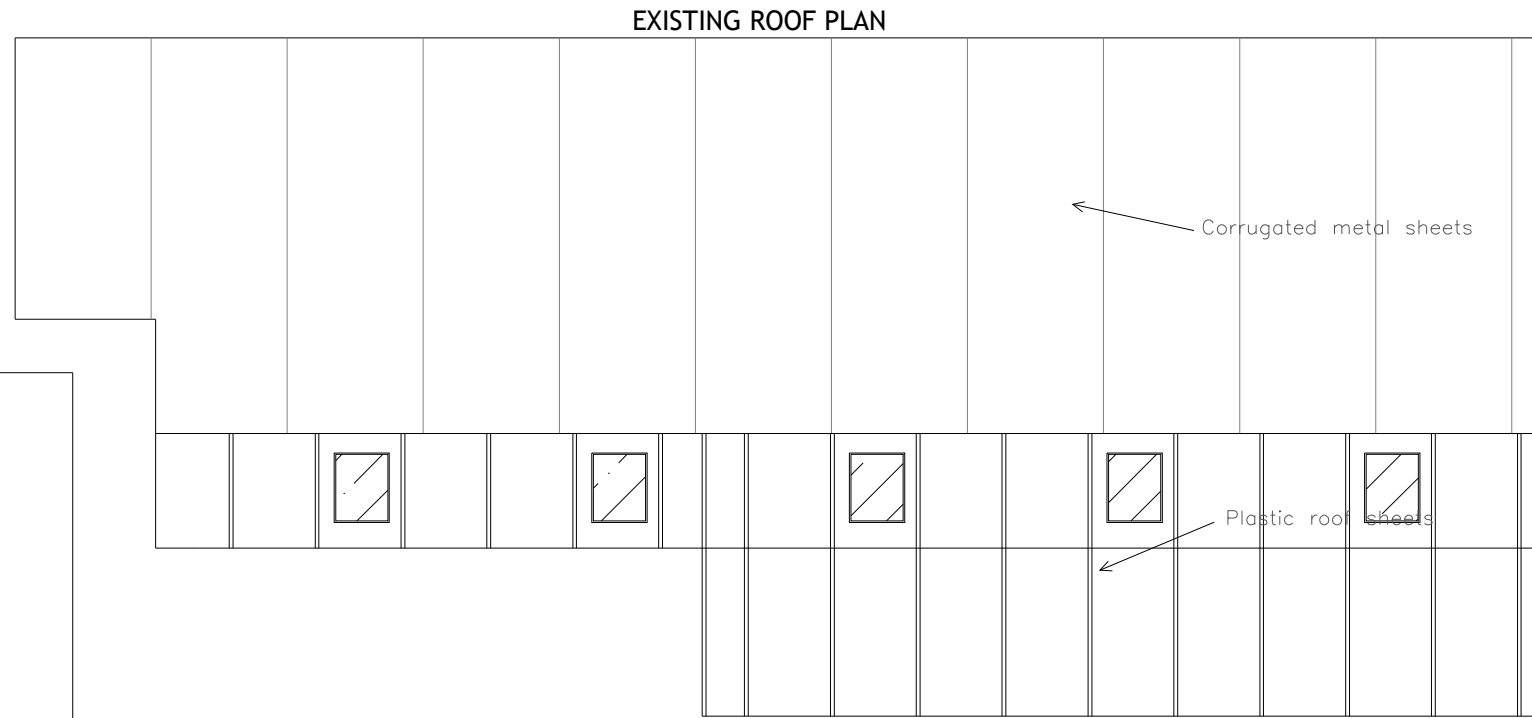 EXISTING ROOF PLAN
Corrugated metal sheets
Plastic roof sheets